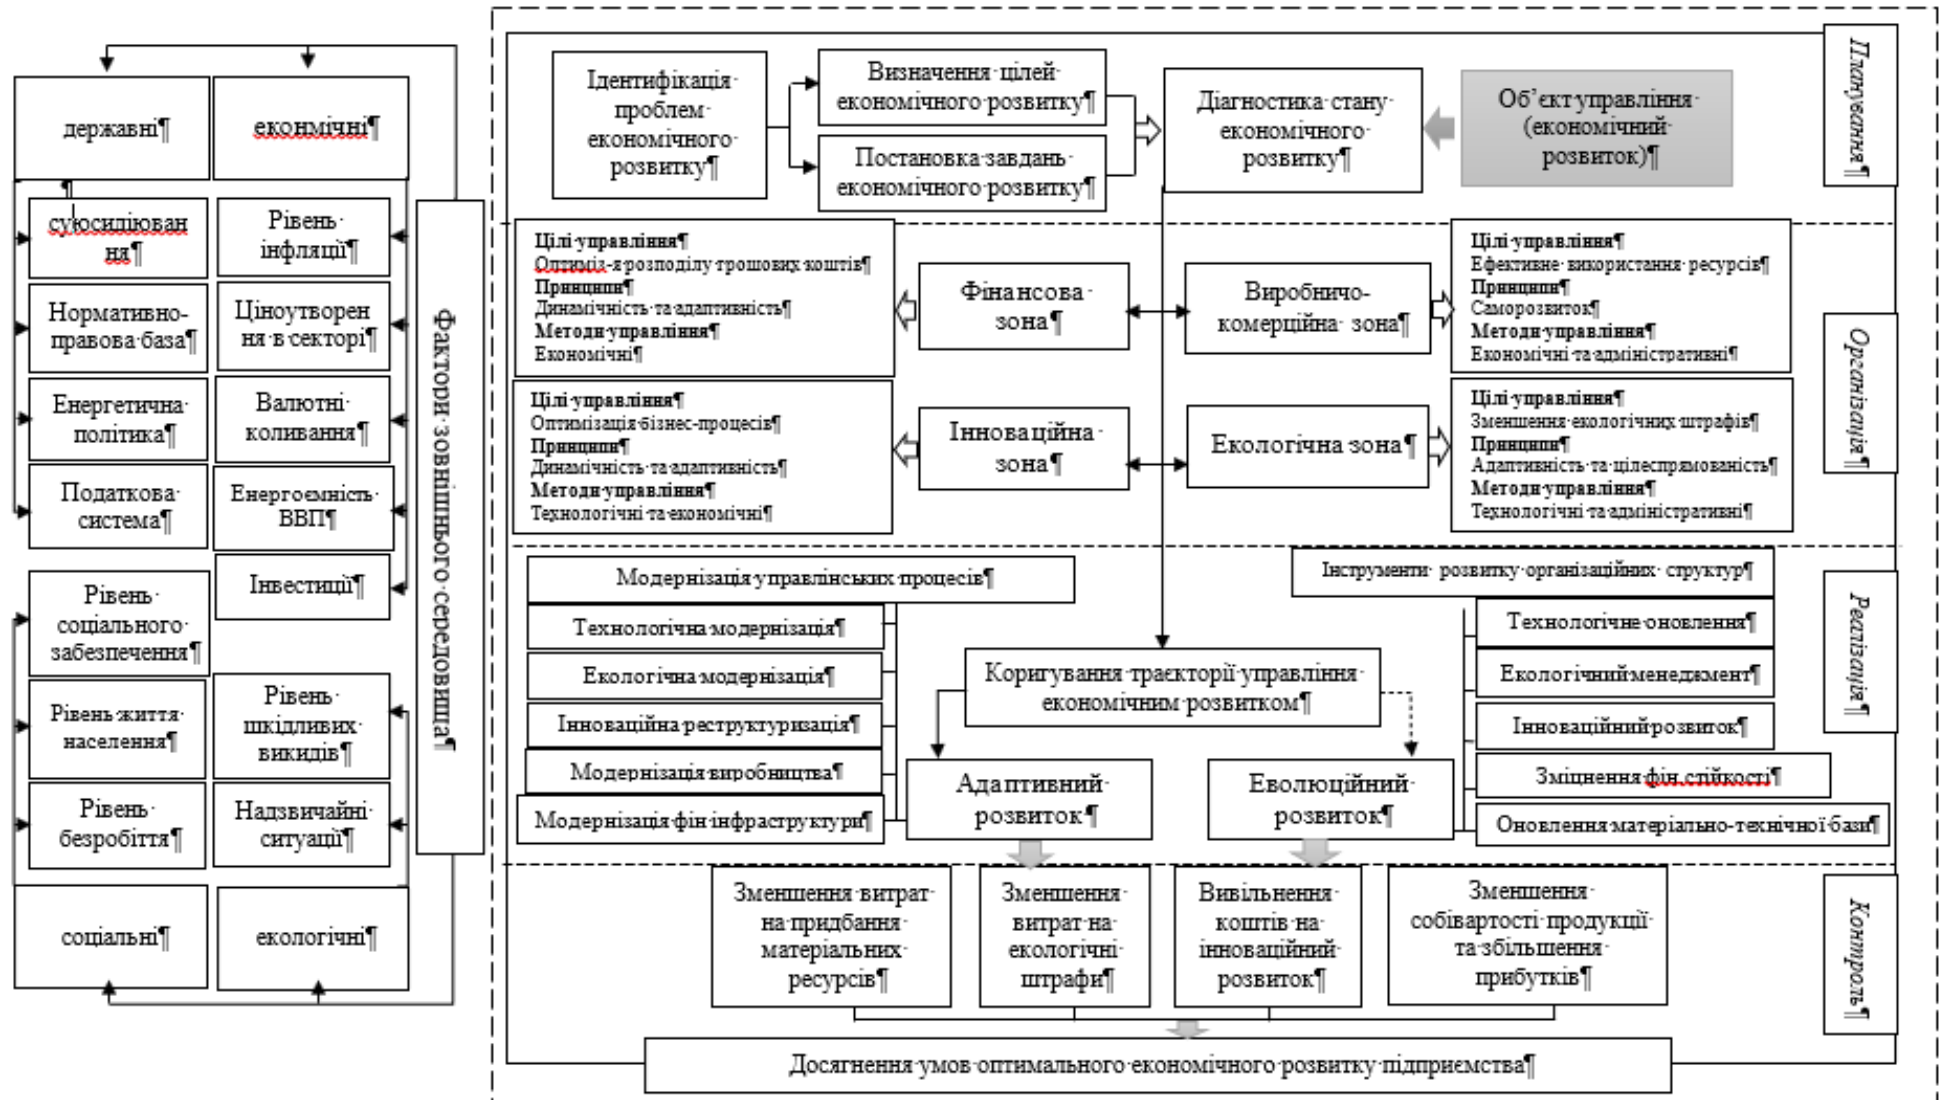 державні¶
еконмічні¶
¶
суюсидіюван
ня¶
Нормативно-
правова·база¶
Енергетична·
політика¶
Податкова·
система¶
Рівень·
інфляції¶
Ціноутворен
ня·в·секторі¶
Валютні·
коливання¶
Енергоємність·
ВВП¶
Інвестиції¶
Рівень·
соціального·
забезпечення¶
Рівень·життя·
населення¶
Рівень·
безробіття¶
Рівень·
шкідливих·
викидів¶
Надзвичайні·
ситуації¶
соціальні¶
екологічні¶
Фактори·зовнішнього·середовища¶
Ідентифікація·
проблем·
економічного·
розвитку¶
Визначення·цілей·
економічного·розвитку¶
Постановка·завдань·
економічного·розвитку¶
Діагностика·стану·
економічного·
розвитку¶
Об’єкт·управління·
(економічний·
розвиток)¶
Планування¶
Цілі·управління¶
Оптиміз-я·розподілу·грошових·коштів¶
Принципи¶
Динамічність·та·адаптивність¶
Методи·управління¶
Економічні¶
Фінансова·
зона¶
Виробничо-
комерційна·зона¶
Цілі·управління¶
Ефективне·використання·ресурсів¶
Принципи¶
Саморозвиток¶
Методи·управління¶
Економічні·та·адміністративні¶
Цілі·управління¶
Оптимізація·бізнес-процесів¶
Принципи¶
Динамічність·та·адаптивність¶
Методи·управління¶
Технологічні·та·економічні¶
Інноваційна·
зона¶
Екологічна·зона¶
Цілі·управління¶
Зменшення·екологічних·штрафів¶
Принципи¶
Адаптивність·та·цілеспрямованість¶
Методи·управління¶
Технологічні·та·адміністративні¶
Організація¶
Модернізація·управлінських·процесів¶
Технологічна·модернізація¶
Екологічна·модернізація¶
Інноваційна·реструктуризація¶
Модернізація·виробництва¶
Модернізація·фін·інфраструктури¶
Коригування·траєкторії·управління·
економічним·розвитком¶
Адаптивний·
розвиток¶
Еволюційний·
розвиток¶
Інструменти·розвитку·організаційних·структур¶
Технологічне·оновлення¶
Екологічний·менеджмент¶
Інноваційний·розвиток¶
Зміцнення·фін.стійкості¶
Оновлення·матеріально-технічної·бази¶
Реалізація¶
Зменшення·витрат·
на·придбання·
матеріальних·
ресурсів¶
Зменшення·
витрат·на·
екологічні·
штрафи¶
Вивільнення·
коштів·на·
інноваційний·
розвиток¶
Зменшення·
собівартості·продукції·
та·збільшення·
прибутків¶
Контроль¶
Досягнення·умов·оптимального·економічного·розвитку·підприємства¶